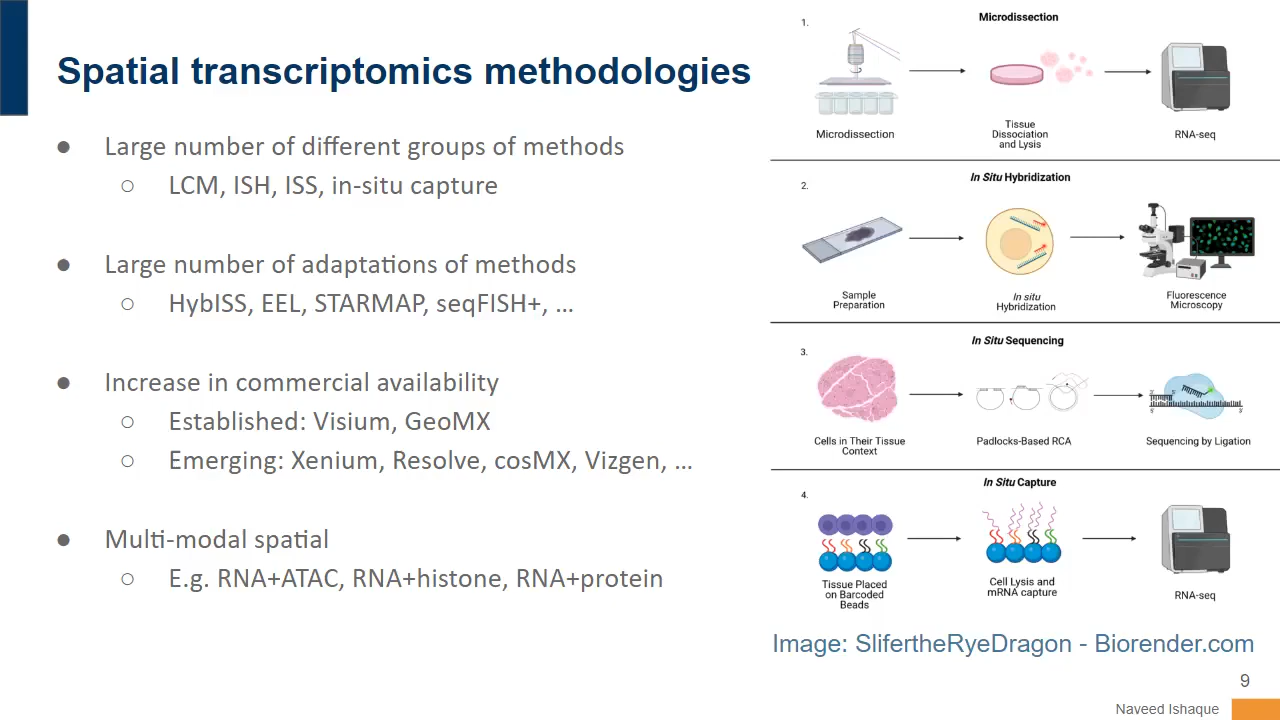 Spatial transcriptomics methodologies
● Large number of different groups of methods
○ LCM, ISH, ISS, in-situ capture
● Large number of adaptations of methods
○ HybISS, EEL, STARMAP, seqFISH+, ...
● Increase in commercial availability
○ Established: Visium, GeoMX
○ Emerging: Xenium, Resolve, cosMX, Vizgen, ...
● Multi-modal spatial
○ E.g. RNA+ATAC, RNA+histone, RNA+protein
1.
Microdissection
Microdissection
Tissue
Dissociation
and Lysis
RNA-seq
2.
In Situ Hybridization
Sample
Preparation
In situ
Hybridization
Fluorescence
Microscopy
3.
In Situ Sequencing
Cells in Their Tissue
Context
Padlocks-Based RCA
3' 3'
5' 3'
Sequencing by Ligation
4.
In Situ Capture
Tissue Placed
on Barcoded
Beads
Cell Lysis and
mRNA capture
RNA-seq
Image: SlifertheRyeDragon - Biorender.com
9
Naveed Ishaque